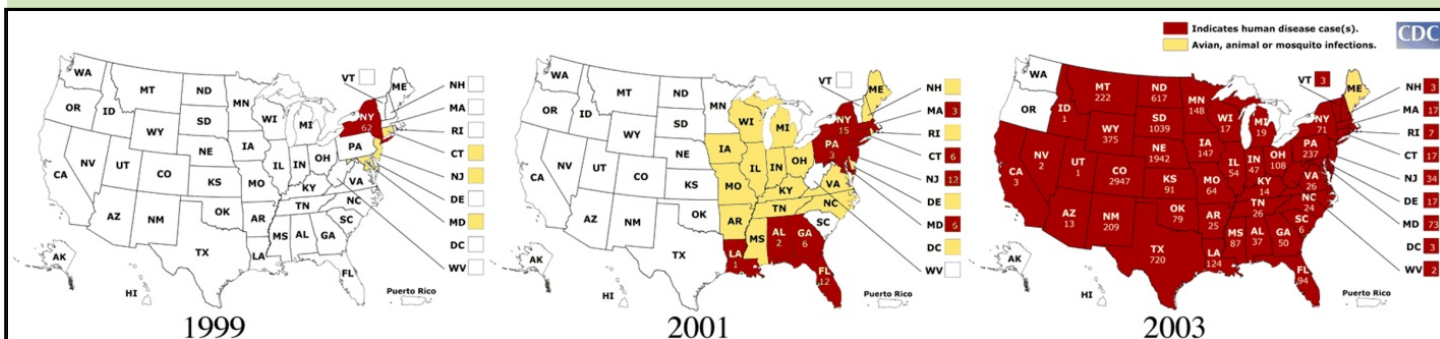 Indicates human disease case(s).
CDC
Avian, animal or mosquito infections.
WA
MT
ND
MN
OR
ID
WY
SD
WI
MI
NY
62
ME
VT
NH
MA
RI
CT
NJ
DE
MD
DC
WV
NV
UT
CO
NE
IA
IL
IN
OH
PA
CA
KS
MO
KY
VA
NC
AZ
NM
OK
AR
TN
SC
TX
LA
MS
AL
GA
FL
AK
HI
Puerto Rico
1999
WA
MT
ND
MN
OR
ID
WY
SD
WI
MI
NY
15
ME
VT
NH
MA 3
RI
CT 6
NJ 12
DE
MD 5
DC
WV
NV
UT
CO
NE
IA
IL
IN
OH
PA
3
CA
KS
MO
KY
VA
NC
AZ
NM
OK
AR
TN
SC
TX
LA
1
MS
AL
2
GA
6
FL
12
AK
HI
Puerto Rico
2001
WA
MT
222
ND
617
MN
148
OR
ID
1
WY
375
SD
1039
WI
17
MI
19
NY
71
ME
VT 3
NH 3
MA 17
RI 7
CT 17
NJ 34
DE 17
MD 73
DC 3
WV 2
NV
2
UT
1
CO
2947
NE
1942
IA
147
IL
54
IN
47
OH
108
PA
237
CA
3
KS
91
MO
64
KY
14
VA
26
NC
24
AZ
13
NM
209
OK
79
AR
25
TN
26
SC
6
TX
720
LA
124
MS
87
AL
37
GA
50
FL
94
AK
HI
Puerto Rico
2003